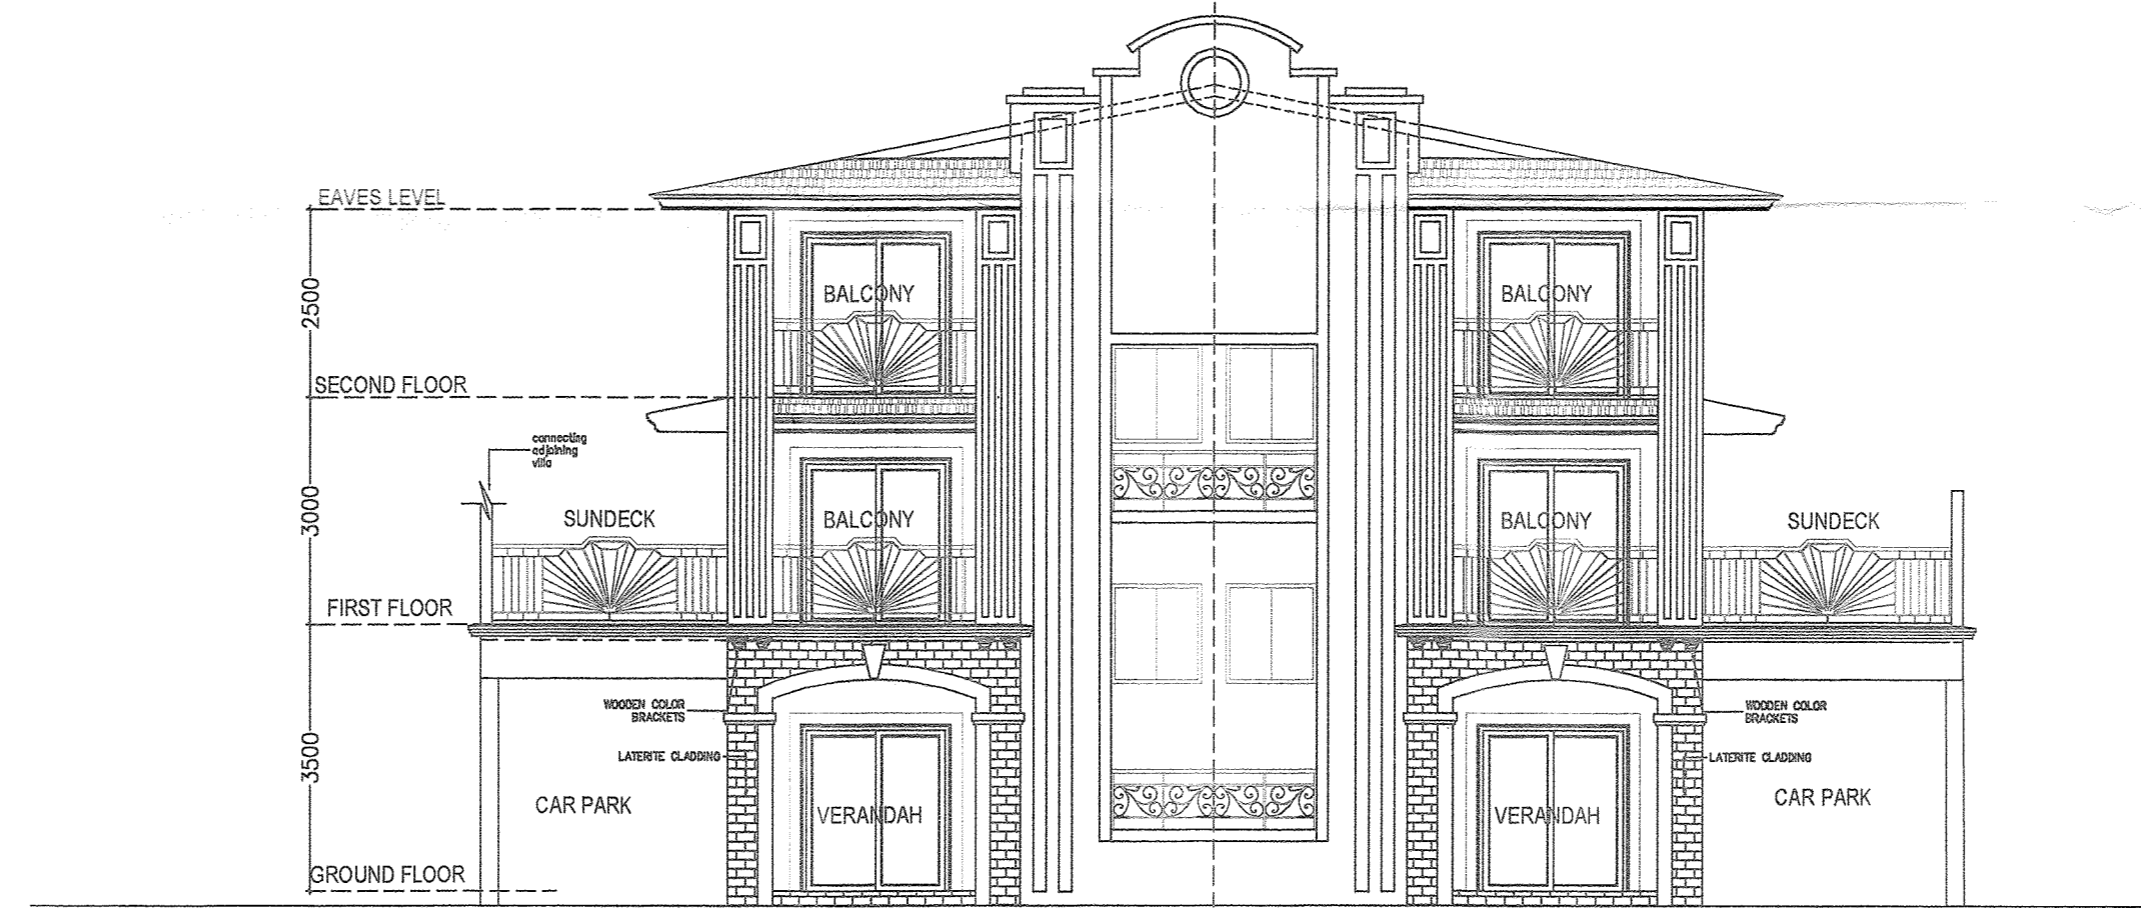 EAVES LEVEL
2500
BALCONY
BALCONY
SECOND FLOOR
connecting
adjoining
villa
3000
SUNDECK
BALCONY
BALCONY
SUNDECK
FIRST FLOOR
WOODEN COLOR
BRACKETS
WOODEN COLOR
BRACKETS
LATERITE CLADDING
LATERITE CLADDING
3500
CAR PARK
VERANDAH
VERANDAH
CAR PARK
GROUND FLOOR